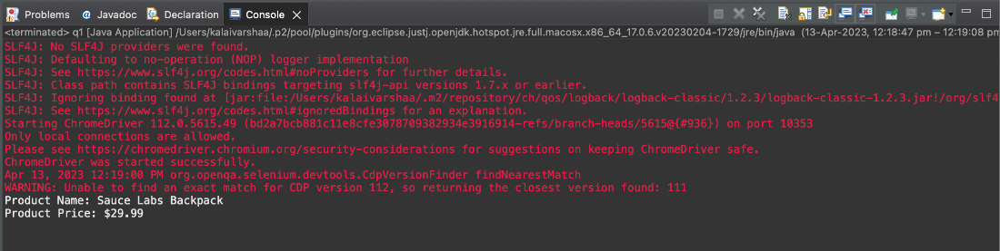 Problems Javadoc Declaration Console
<terminated> q1 [Java Application] /Users/kalaivarshaa/.p2/pool/plugins/org.eclipse.justj.openjdk.hotspot.jre.full.macosx.x86_64_17.0.6.v20230204-1729/jre/bin/java (13-Apr-2023, 12:18:47 pm – 12:19:08 pm
SLF4J: No SLF4J providers were found.
SLF4J: Defaulting to no-operation (NOP) logger implementation
SLF4J: See https://www.slf4j.org/codes.html#noProviders for further details.
SLF4J: Class path contains SLF4J bindings targeting slf4j-api versions 1.7.x or earlier.
SLF4J: Ignoring binding found at [jar:file:/Users/kalaivarshaa/.m2/repository/ch/qos/logback/logback-classic/1.2.3/logback-classic-1.2.3.jar!/org/slf4
SLF4J: See https://www.slf4j.org/codes.html#ignoredBindings for an explanation.
Starting ChromeDriver 112.0.5615.49 (bd2a7bcb881c11e8cfe3078709382934e3916914-refs/branch-heads/5615@{#936}) on port 10353
Only local connections are allowed.
Please see https://chromedriver.chromium.org/security-considerations for suggestions on keeping ChromeDriver safe.
ChromeDriver was started successfully.
Apr 13, 2023 12:19:00 PM org.openqa.selenium.devtools.CdpVersionFinder findNearestMatch
WARNING: Unable to find an exact match for CDP version 112, so returning the closest version found: 111
Product Name: Sauce Labs Backpack
Product Price: $29.99